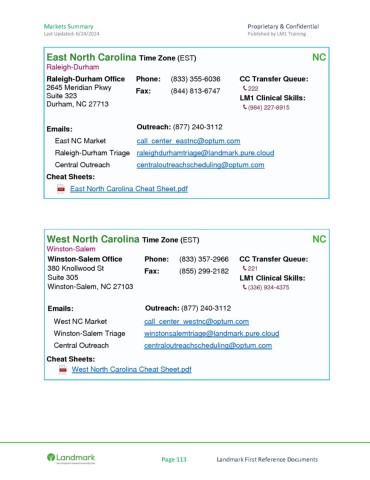 Markets Summary Proprietary & Confidential
Last Updated: 6/24/2024 Published by LM1 Training
East North Carolina Time Zone (EST) NC
Raleigh-Durham
Raleigh-Durham Office Phone: (833) 355-6036 CC Transfer Queue:
2645 Meridian Pkwy Fax: (844) 813-6747 222
Suite 323 LM1 Clinical Skills:
Durham, NC 27713 (984) 227-8915
Emails: Outreach: (877) 240-3112
East NC Market call_center_eastnc@optum.com
Raleigh-Durham Triage raleighdurhamtriage@landmark.pure.cloud
Central Outreach centraloutreachscheduling@optum.com
Cheat Sheets:
East North Carolina Cheat Sheet.pdf
West North Carolina Time Zone (EST) NC
Winston-Salem
Winston-Salem Office Phone: (833) 357-2966 CC Transfer Queue:
380 Knollwood St Fax: (855) 299-2182 221
Suite 305 LM1 Clinical Skills:
Winston-Salem, NC 27103 (336) 934-4375
Emails: Outreach: (877) 240-3112
West NC Market call_center_westnc@optum.com
Winston-Salem Triage winstonsalemtriage@landmark.pure.cloud
Central Outreach centraloutreachscheduling@optum.com
Cheat Sheets:
West North Carolina Cheat Sheet.pdf
Landmark Page 113 Landmark First Reference Documents